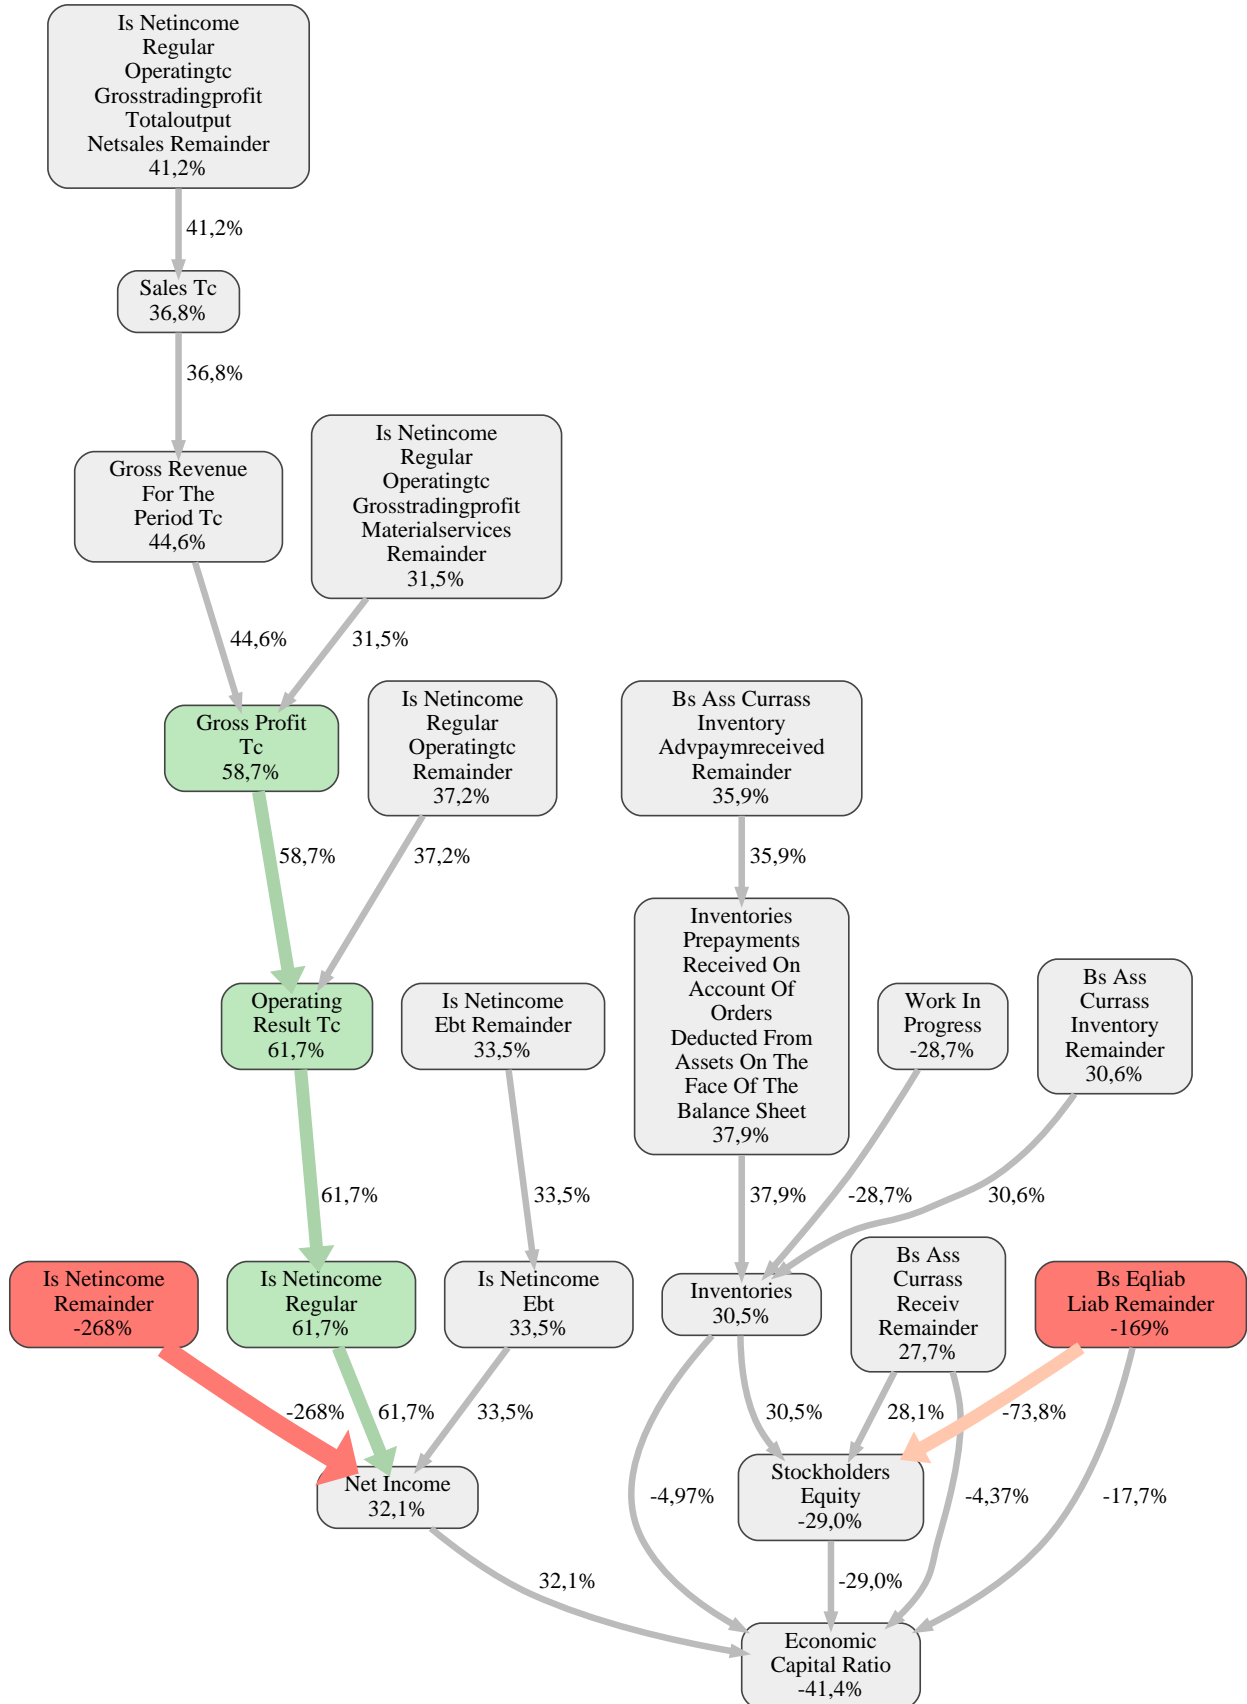 Is Netincome
Regular
Operatingtc
Grosstradingprofit
Totaloutput
Netsales Remainder
41,2%
41,2%
Sales Tc
36,8%
36,8%
Gross Revenue
For The
Period Tc
44,6%
Is Netincome
Regular
Operatingtc
Grosstradingprofit
Materialservices
Remainder
31,5%
44,6%
31,5%
Gross Profit
Tc
58,7%
Is Netincome
Regular
Operatingtc
Remainder
37,2%
Bs Ass Currass
Inventory
Advpaymreceived
Remainder
35,9%
58,7%
37,2%
35,9%
Inventories
Prepayments
Received On
Account Of
Orders
Deducted From
Assets On The
Face Of The
Balance Sheet
37,9%
Operating
Result Tc
61,7%
Is Netincome
Ebt Remainder
33,5%
Work In
Progress
-28,7%
Bs Ass
Currass
Inventory
Remainder
30,6%
61,7%
33,5%
37,9%
-28,7%
30,6%
Is Netincome
Remainder
-268%
Is Netincome
Regular
61,7%
Is Netincome
Ebt
33,5%
Inventories
30,5%
Bs Ass
Currass
Receiv
Remainder
27,7%
Bs Eqliab
Liab Remainder
-169%
-268%
61,7%
33,5%
30,5%
28,1%
-73,8%
Net Income
32,1%
-4,97%
Stockholders
Equity
-29,0%
-4,37%
-17,7%
32,1%
-29,0%
Economic
Capital Ratio
-41,4%